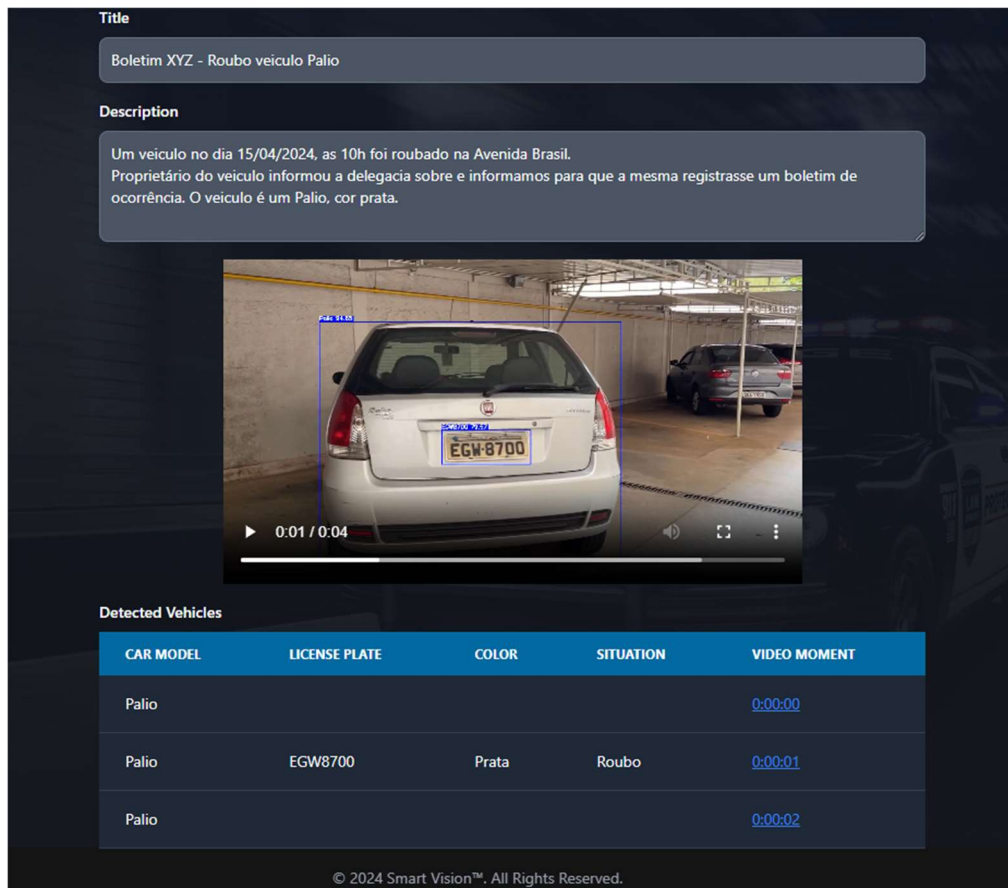 Title
Boletim XYZ - Roubo veiculo Palio
Description
Um veiculo no dia 15/04/2024, as 10h foi roubado na Avenida Brasil.
Proprietário do veiculo informou a delegacia sobre e informamos para que a mesma registrasse um boletim de
ocorrência. O veiculo é um Palio, cor prata.
Palio
EGW8700
EGW-8700
0:01 / 0:04
Detected Vehicles
CAR MODEL LICENSE PLATE COLOR SITUATION VIDEO MOMENT
Palio 0:00:00
Palio EGW8700 Prata Roubo 0:00:01
Palio 0:00:02
© 2024 Smart Vision™. All Rights Reserved.